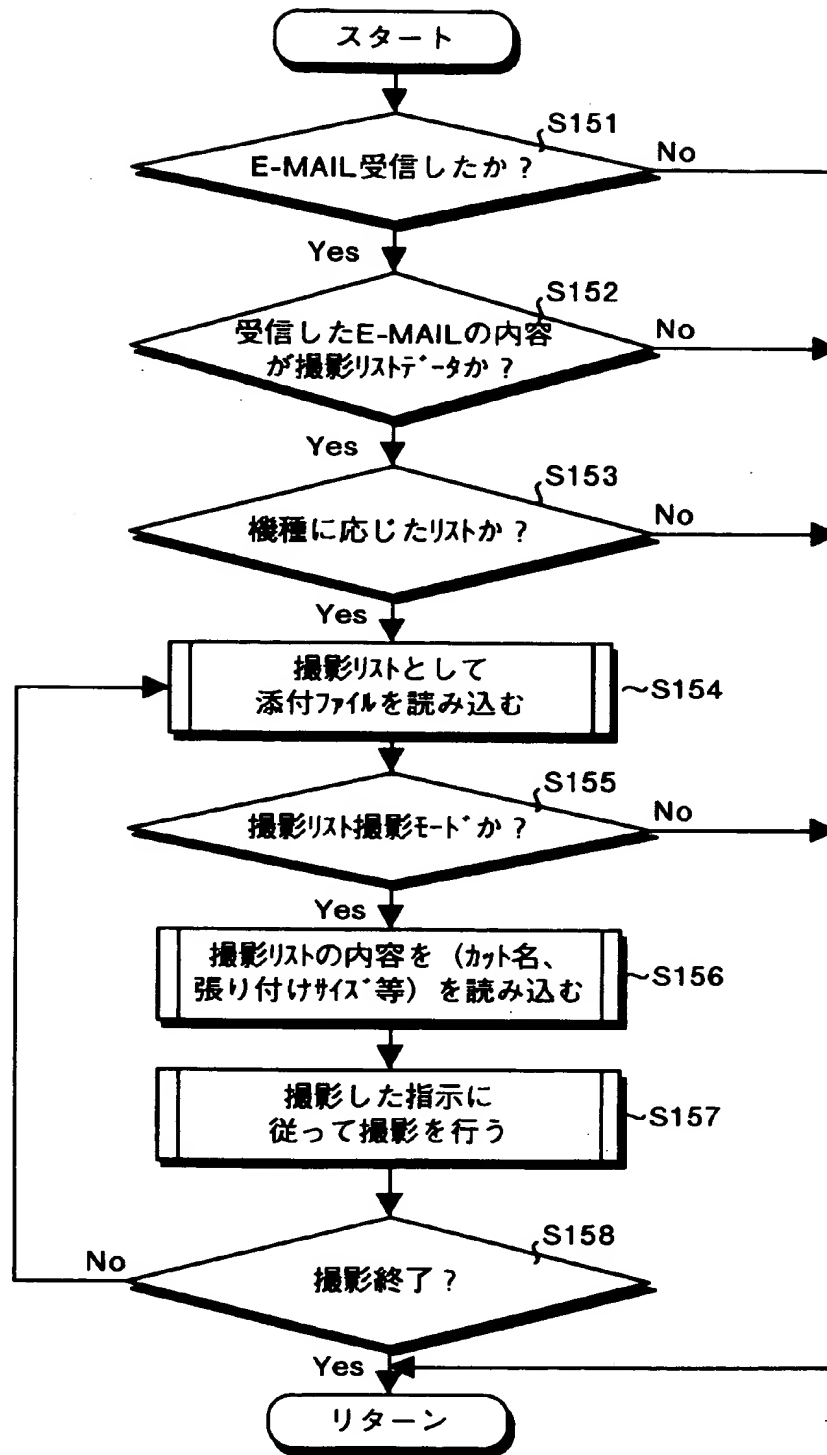 スタート
S151
E-MAIL受信したか？
No
Yes
S152
受信したE-MAILの内容
が撮影ﾘｽﾄﾃﾞｰﾀか？
No
Yes
S153
機種に応じたﾘｽﾄか？
No
Yes
撮影ﾘｽﾄとして
添付ﾌｧｲﾙを読み込む
S154
S155
撮影ﾘｽﾄ撮影ﾓｰﾄﾞか？
No
Yes
撮影ﾘｽﾄの内容を（ｶｯﾄ名、
張り付けｻｲｽﾞ等）を読み込む
S156
撮影した指示に
従って撮影を行う
S157
S158
No
撮影終了？
Yes
リターン